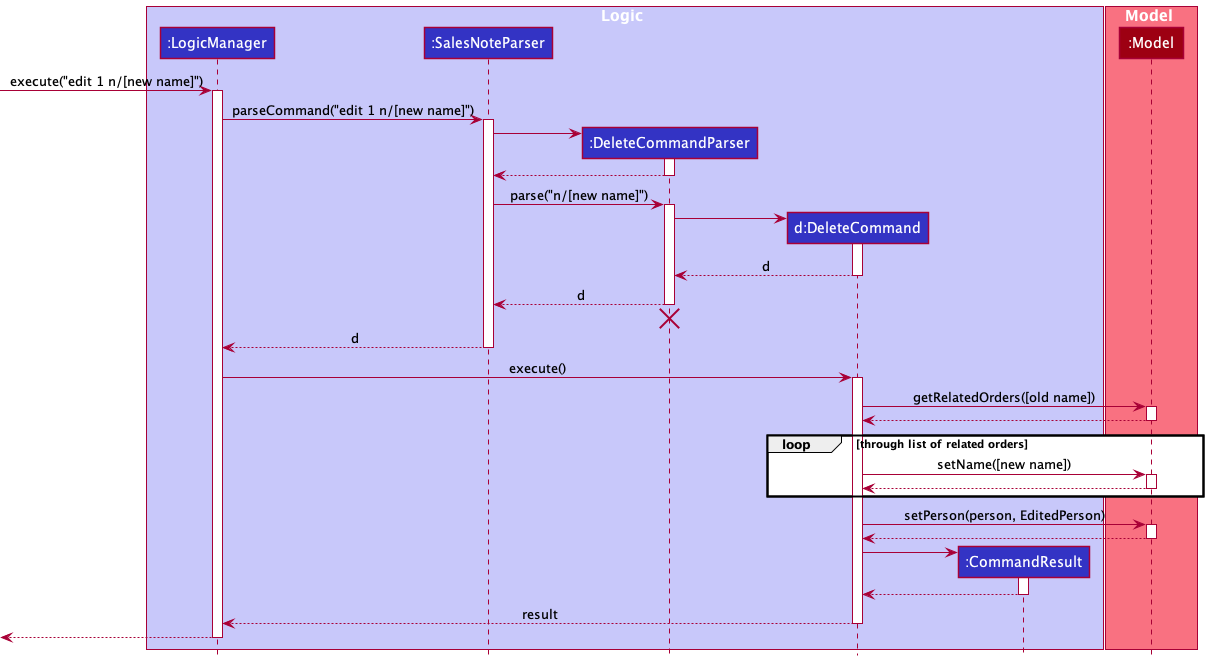 Logic
Model
:LogicManager
:SalesNoteParser
:Model
execute("edit 1 n/[new name]")
parseCommand("edit 1 n/[new name]")
:DeleteCommandParser
parse("n/[new name]")
d:DeleteCommand
d
d
d
execute()
getRelatedOrders([old name])
loop [through list of related orders]
setName([new name])
setPerson(person, EditedPerson)
:CommandResult
result